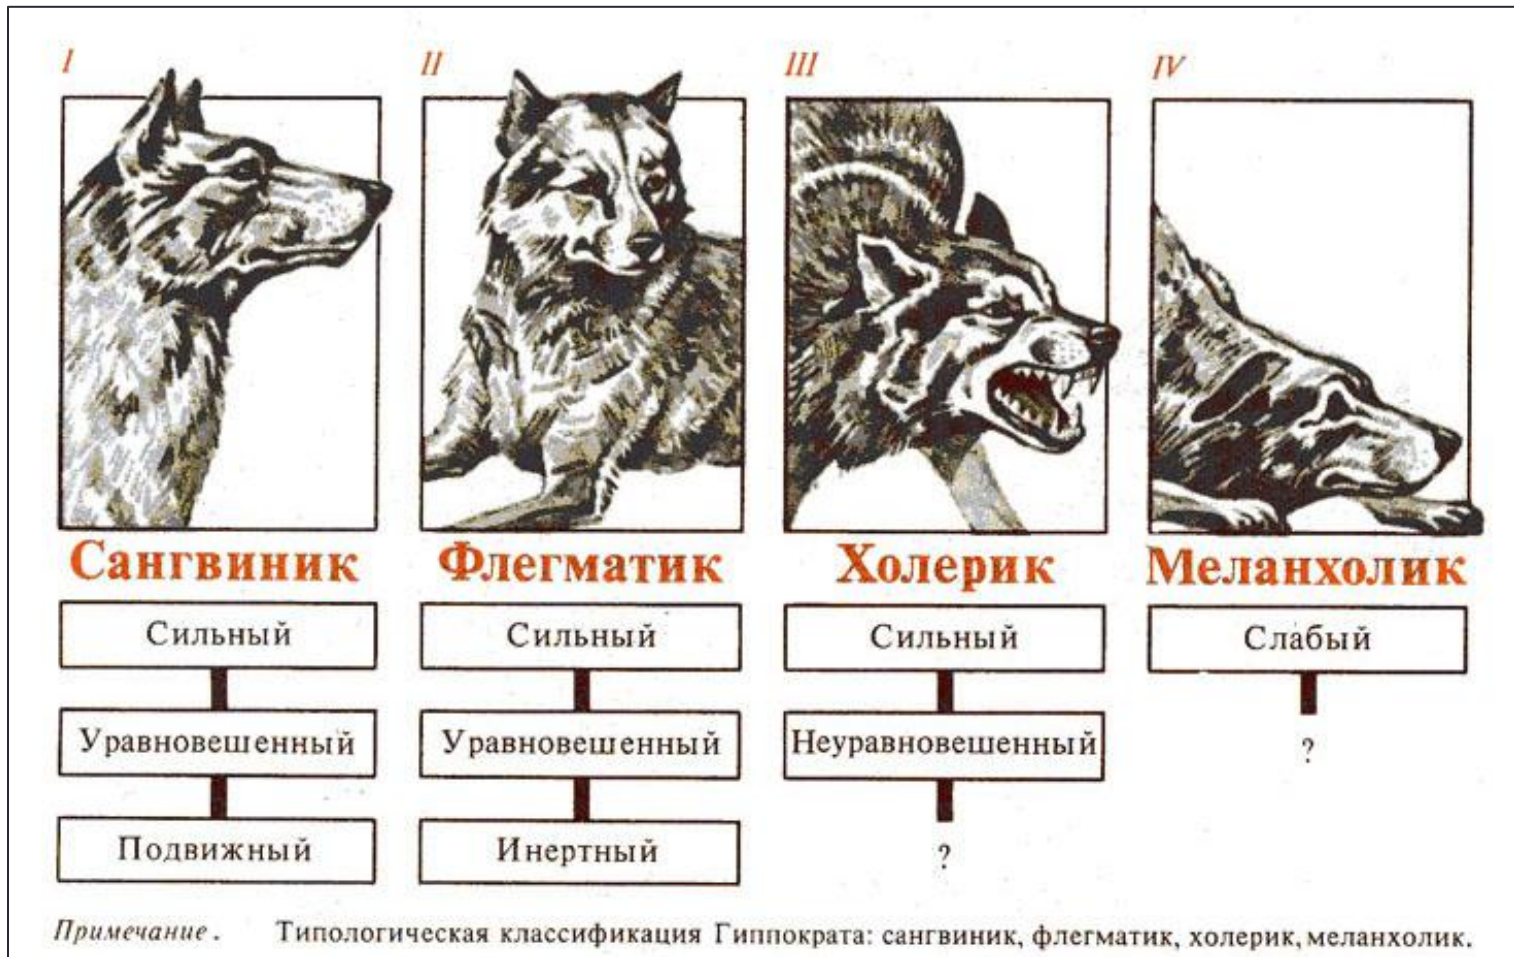 I
II
III
IV
Сангвиник
Флегматик
Холерик
Меланхолик
Сильный
Сильный
Сильный
Слабый
Уравновешенный
Уравновешенный
Неуравновешенный
?
Подвижный
Инертный
?
Примечание. Типологическая классификация Гиппократа: сангвиник, флегматик, холерик, меланхолик.